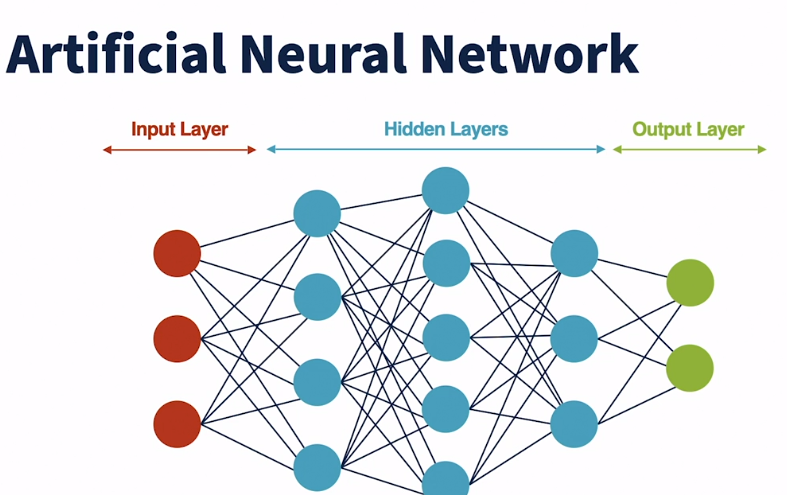 Artificial Neural Network
Input Layer
Hidden Layers
Output Layer